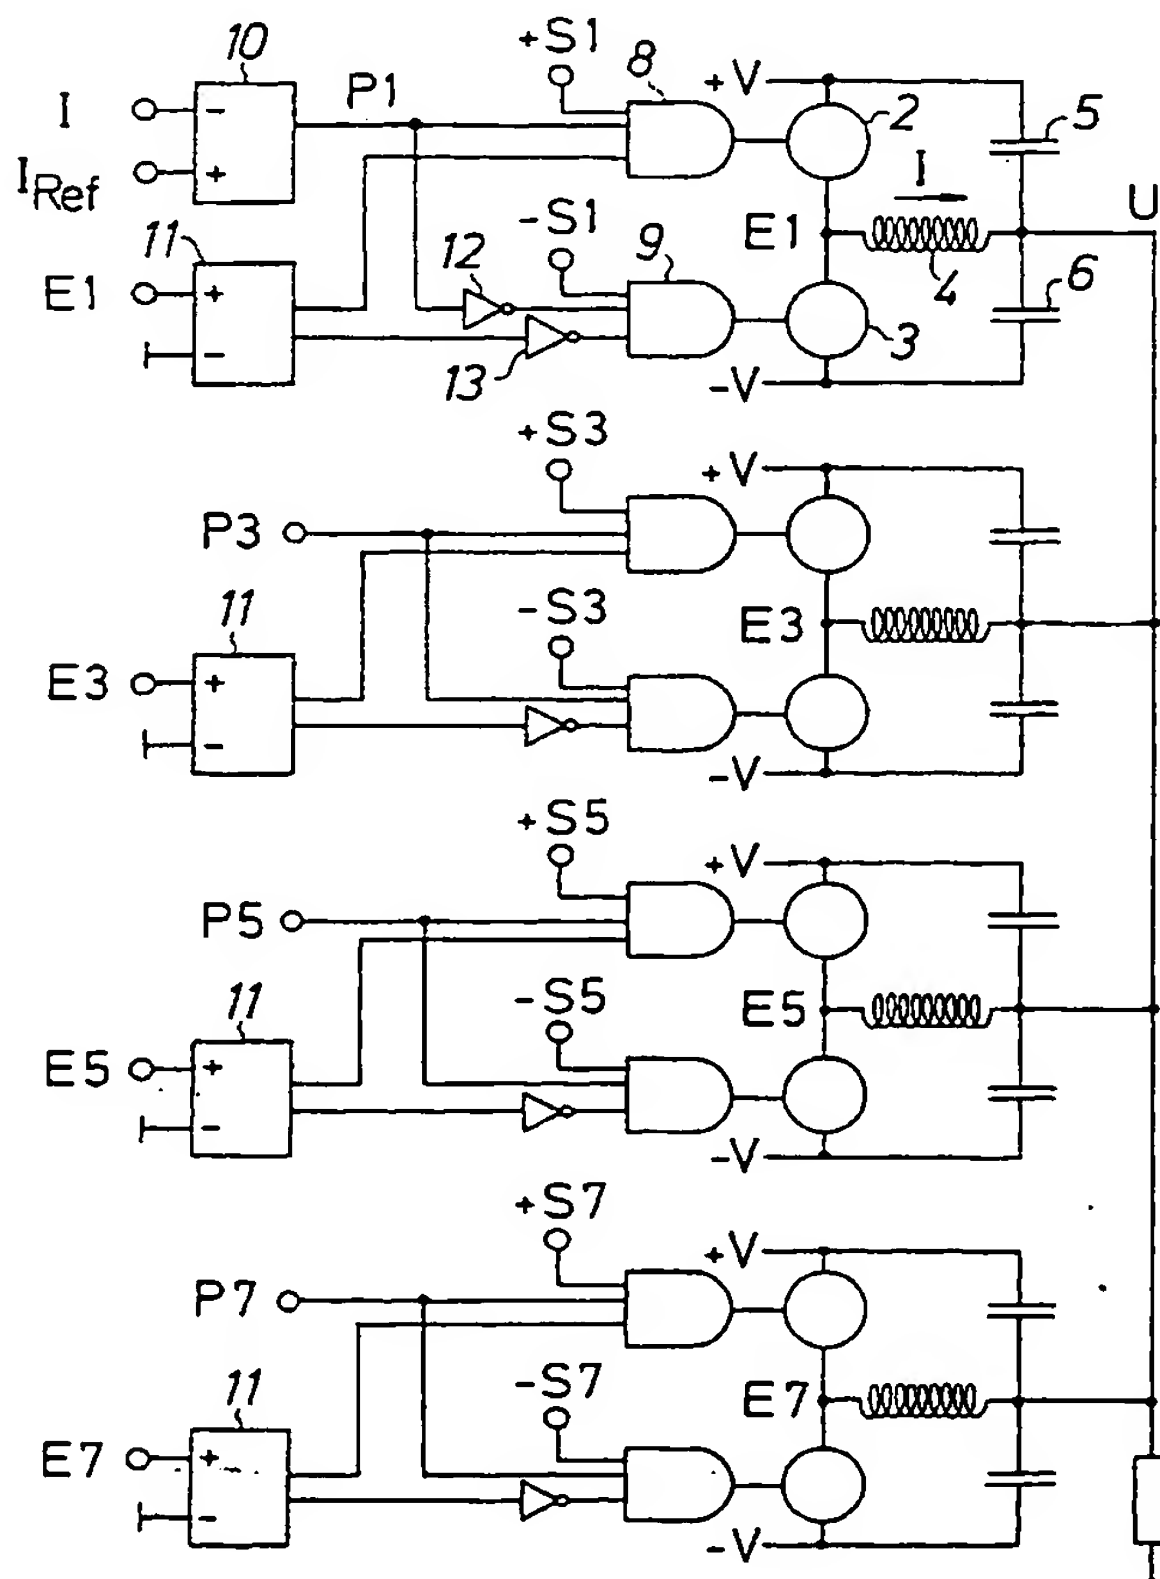 10
+S1
8
+V
2
5
I
P1
-
I Ref
+
I
U
11
-S1
9
E1
4
6
E1
+
12
3
-
13
-V
+S3
+V
P3
11
-S3
E3
E3
+
-
-V
+S5
+V
P5
11
-S5
E5
E5
+
-
-V
+S7
+V
P7
11
-S7
E7
E7
+
-
-V